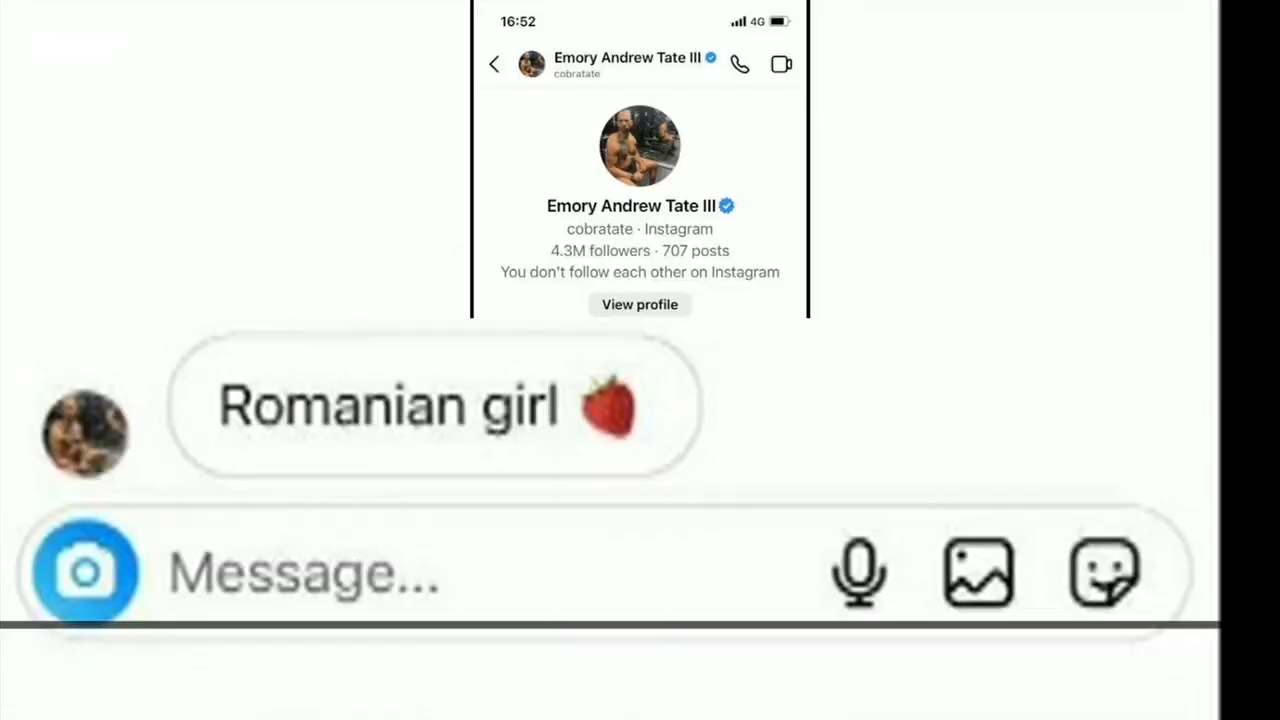 16:52
4G
Emory Andrew Tate III
cobratate
Emory Andrew Tate III
cobratate · Instagram
4.3M followers · 707 posts
You don't follow each other on Instagram
View profile
Romanian girl 🍓
Message...